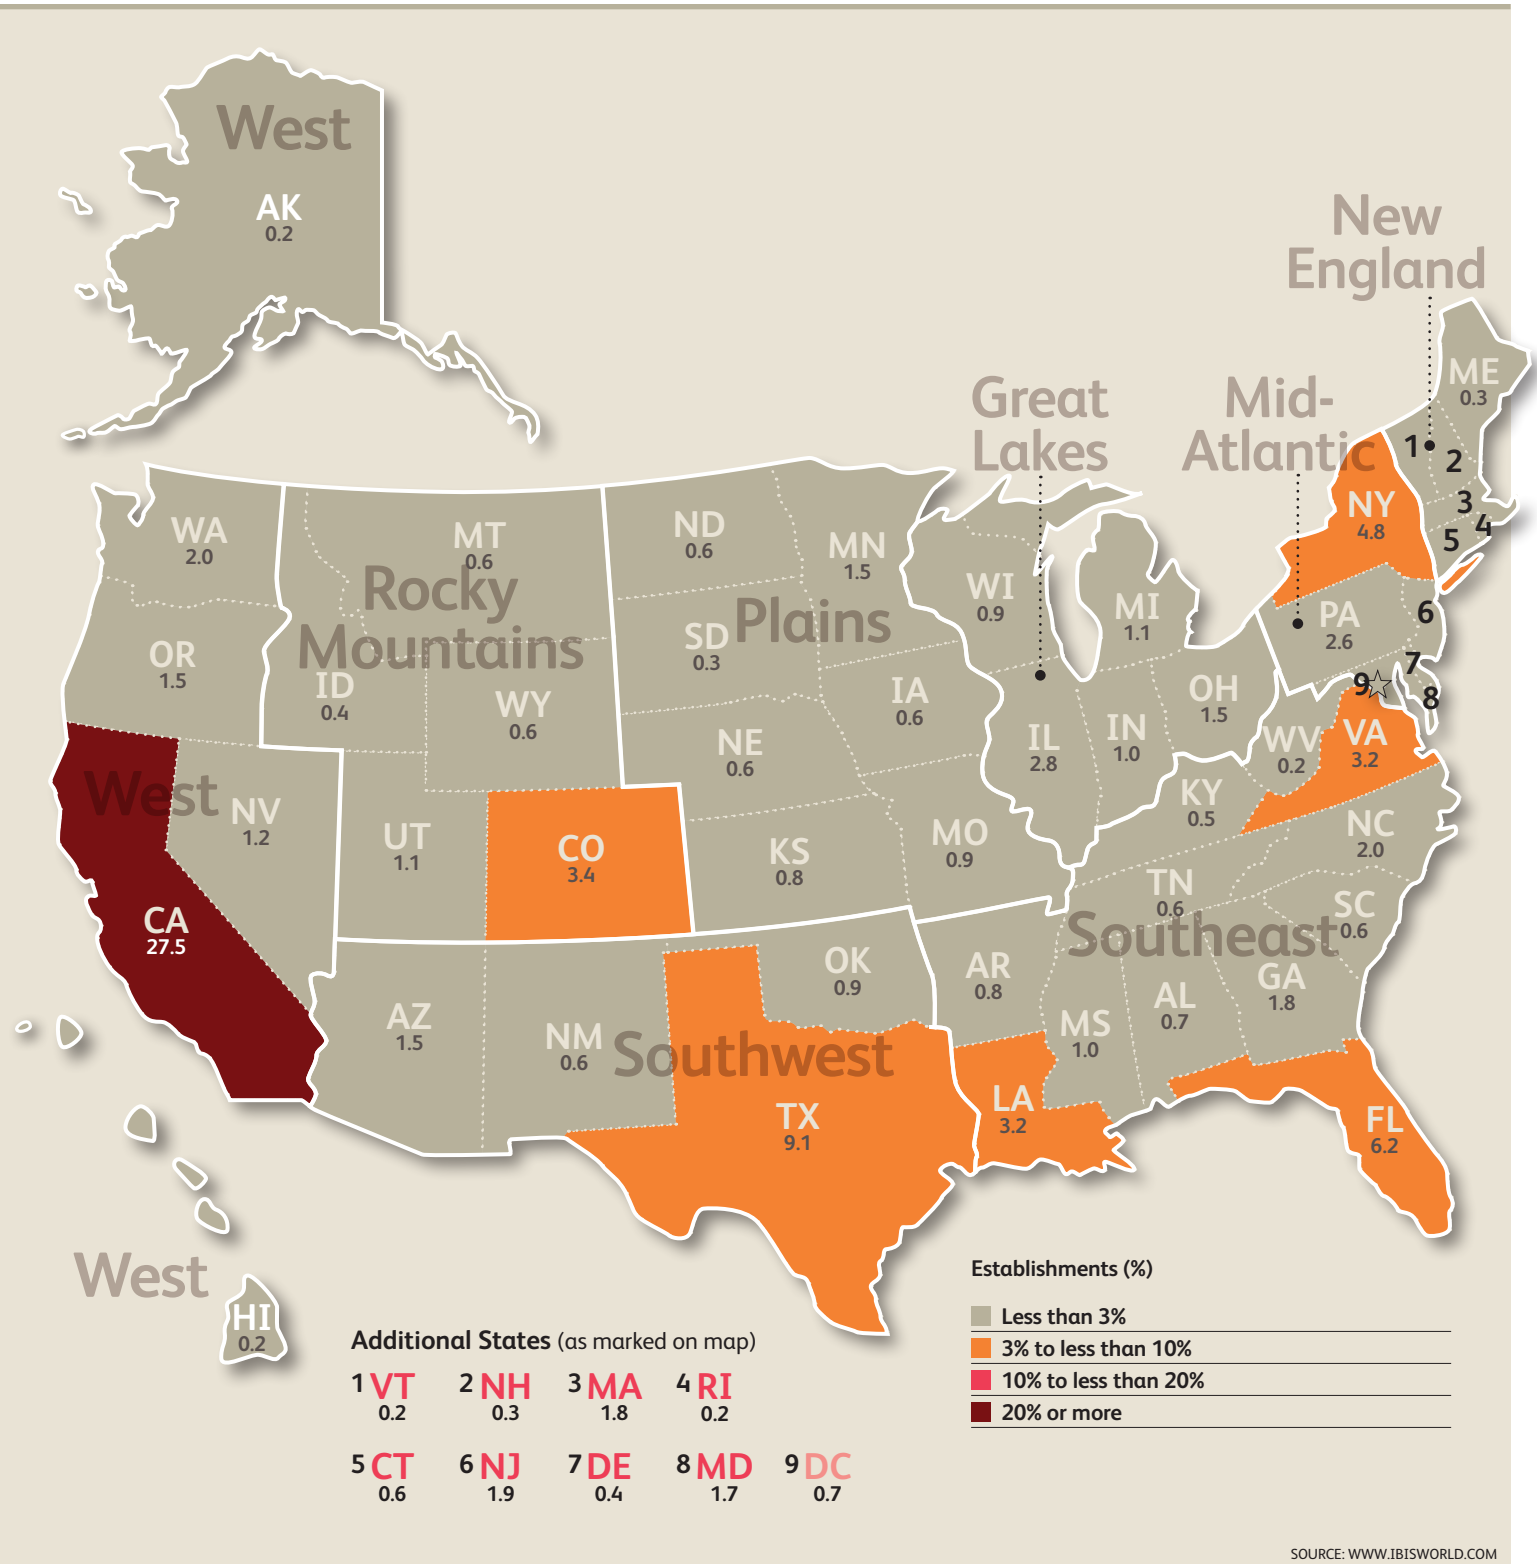 West
AK
0.2
New
England
ME
0.3
Great
Lakes
Mid-
Atlantic
1
2
3
4
5
NY
4.8
WA
2.0
MT
0.6
ND
0.6
MN
1.5
WI
0.9
MI
1.1
PA
2.6
6
7
8
9
Rocky
Mountains
Plains
OR
1.5
ID
0.4
WY
0.6
SD
0.3
IA
0.6
NE
0.6
IL
2.8
IN
1.0
OH
1.5
WV
0.2
VA
3.2
West
NV
1.2
UT
1.1
CO
3.4
KS
0.8
MO
0.9
KY
0.5
NC
2.0
TN
0.6
SC
0.6
Southeast
CA
27.5
AZ
1.5
NM
0.6
Southwest
OK
0.9
AR
0.8
MS
1.0
AL
0.7
GA
1.8
TX
9.1
LA
3.2
FL
6.2
West
HI
0.2
Establishments (%)
Less than 3%
3% to less than 10%
10% to less than 20%
20% or more
Additional States (as marked on map)
1 VT 2 NH 3 MA 4 RI
0.2 0.3 1.8 0.2
5 CT 6 NJ 7 DE 8 MD 9 DC
0.6 1.9 0.4 1.7 0.7
SOURCE: WWW.IBISWORLD.COM